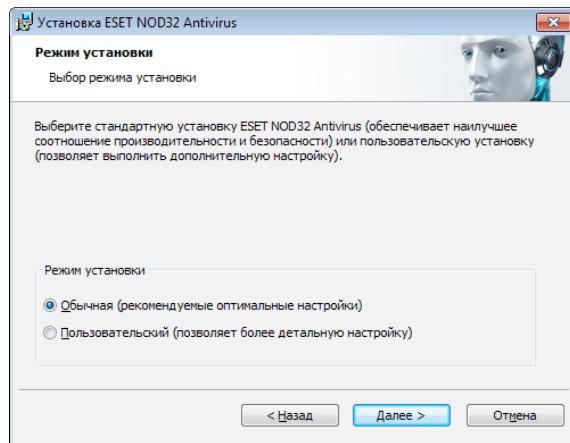 Установка ESET NOD32 Antivirus
Режим установки
Выбор режима установки
Выберите стандартную установку ESET NOD32 Antivirus (обеспечивает наилучшее
соотношение производительности и безопасности) или пользовательскую установку
(позволяет выполнить дополнительную настройку).
Режим установки
Обычная (рекомендуемые оптимальные настройки)
Пользовательский (позволяет более детальную настройку)
< Назад
Далее >
Отмена